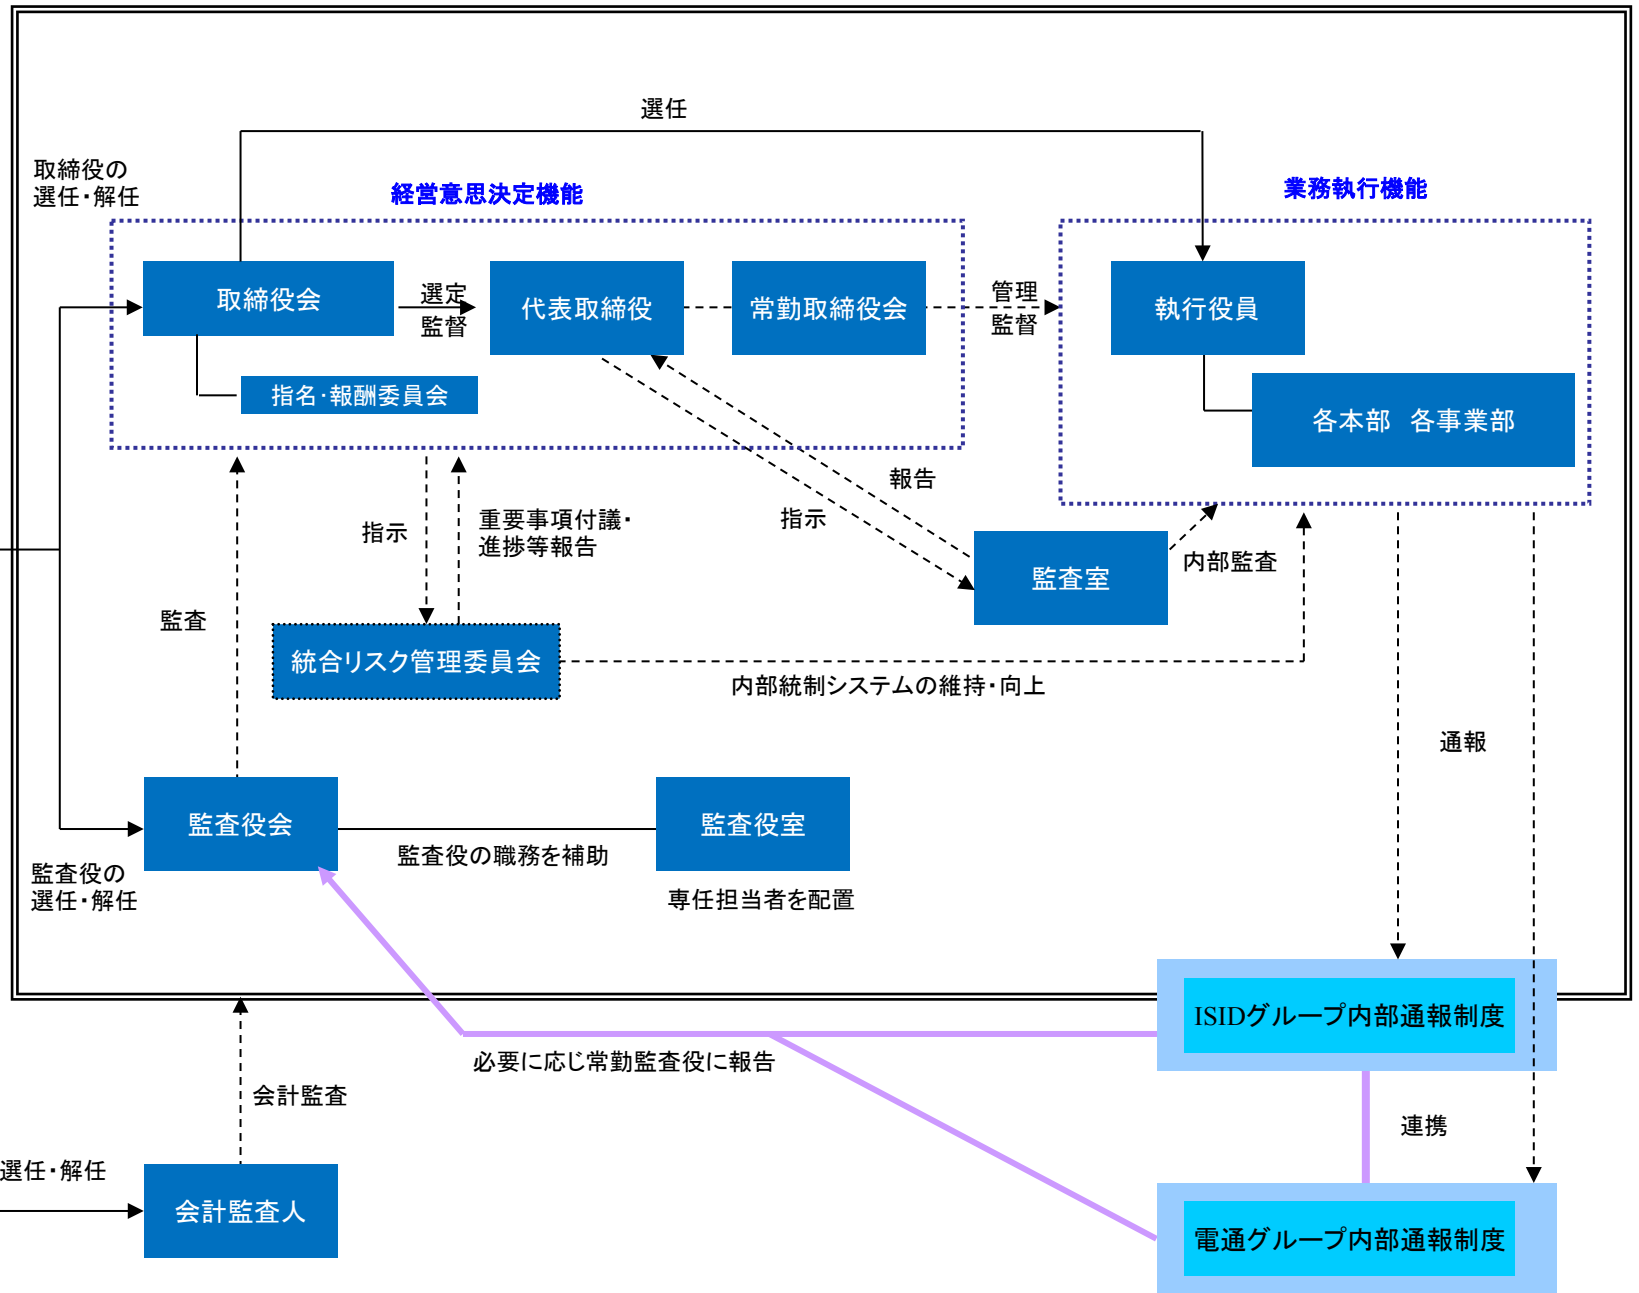 選任
取締役の
選任・解任
経営意思決定機能
業務執行機能
取締役会
選定
監督
代表取締役
常勤取締役会
管理
監督
執行役員
指名・報酬委員会
各本部　各事業部
報告
指示
指示
重要事項付議・
進捗等報告
監査室
内部監査
監査
統合リスク管理委員会
内部統制システムの維持・向上
通報
監査役会
監査役室
監査役の職務を補助
監査役の
選任・解任
専任担当者を配置
ISIDグループ内部通報制度
必要に応じ常勤監査役に報告
会計監査
連携
選任・解任
会計監査人
電通グループ内部通報制度